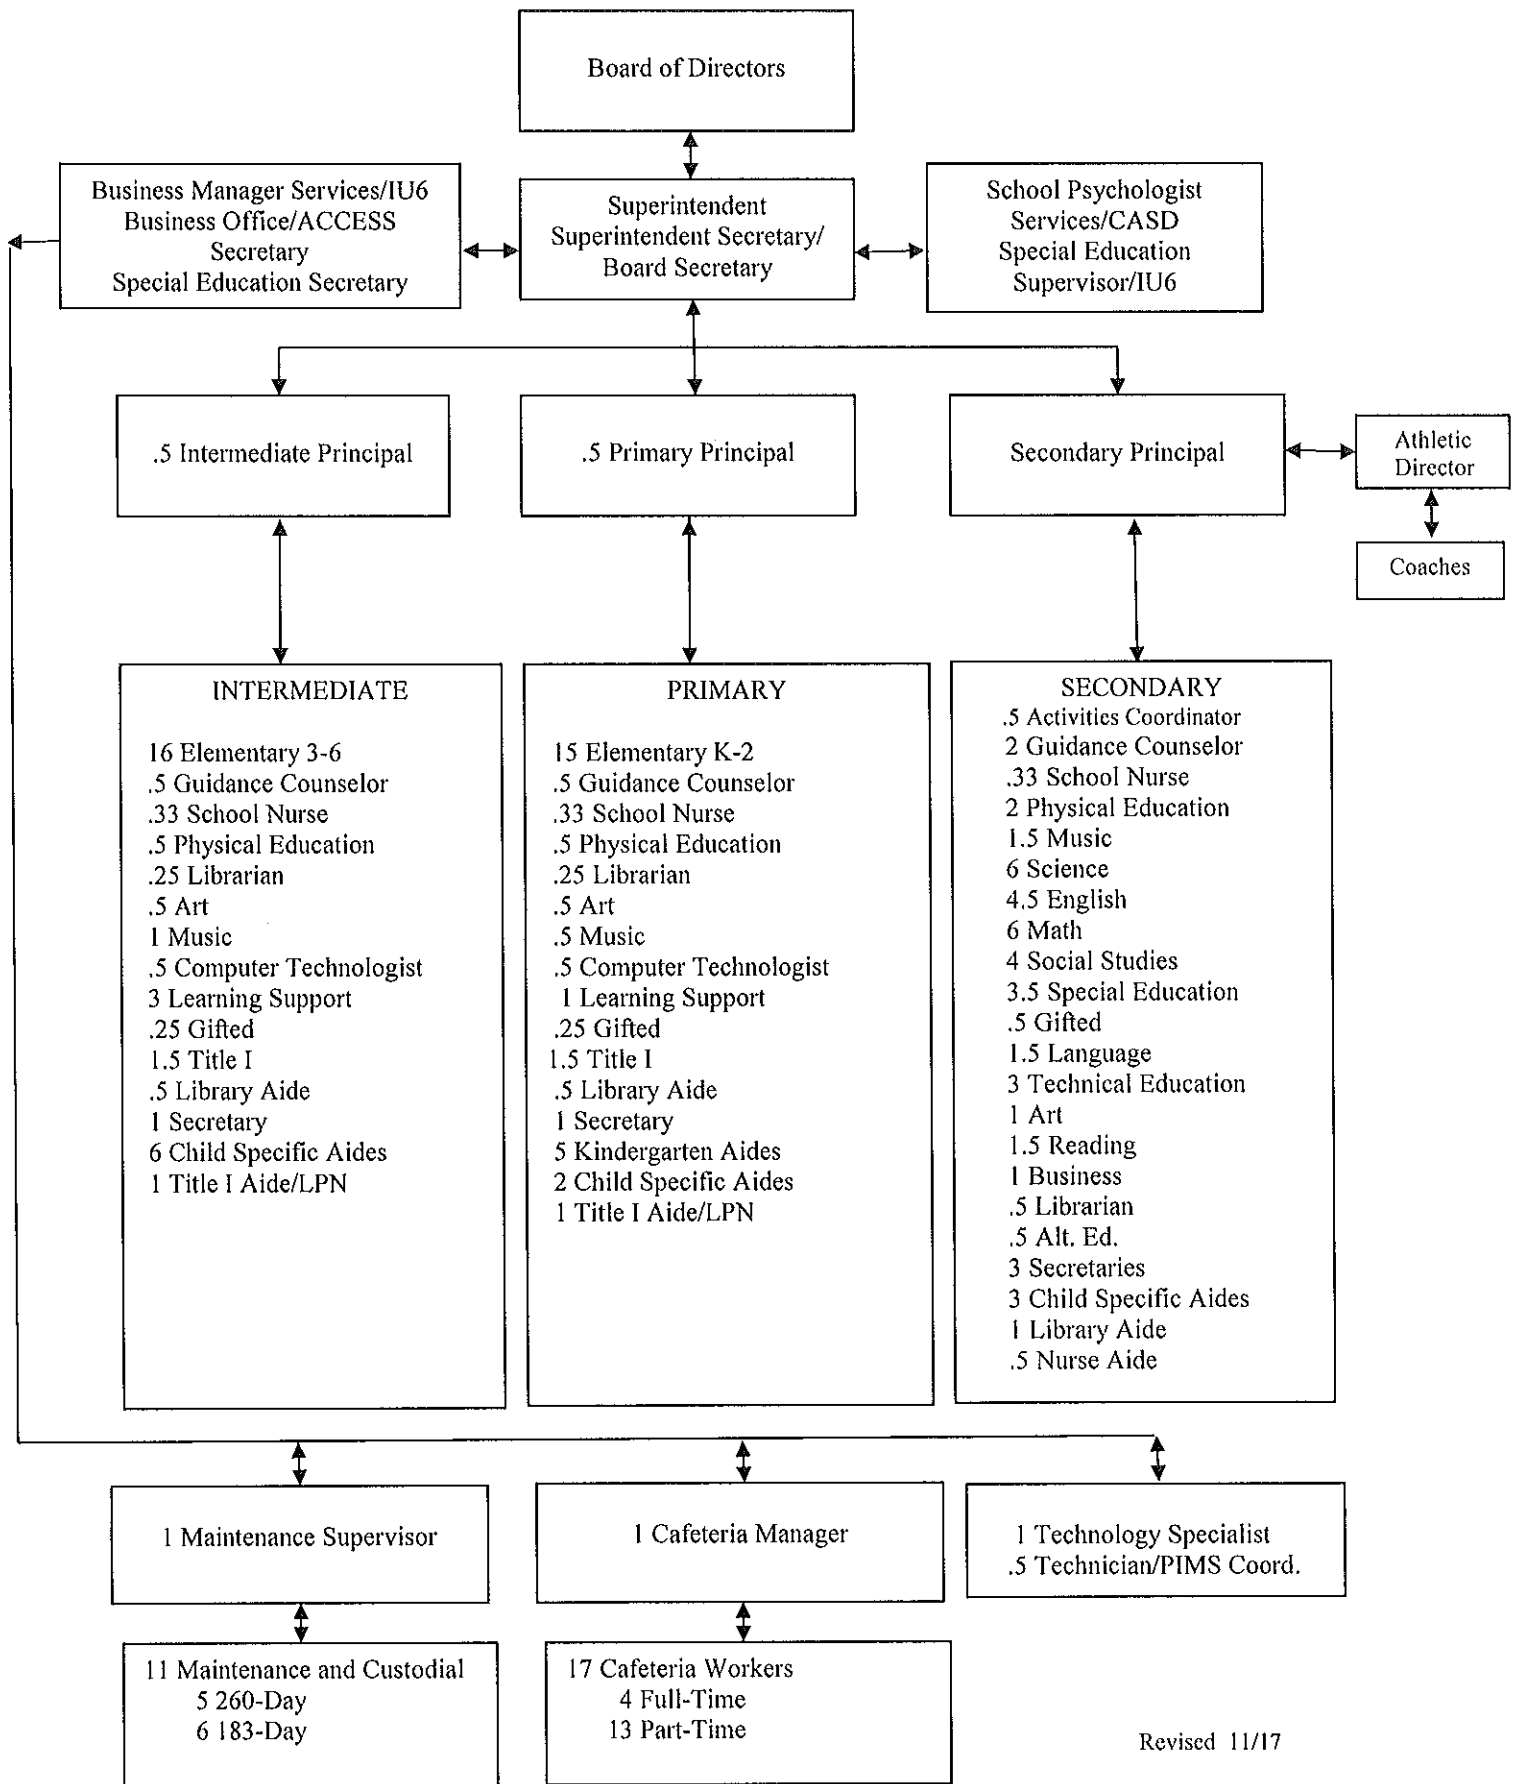 Board of Directors
Business Manager Services/IU6
Business Office/ACCESS
Secretary
Special Education Secretary
Superintendent
Superintendent Secretary/
Board Secretary
School Psychologist
Services/CASD
Special Education
Supervisor/IU6
.5 Intermediate Principal
.5 Primary Principal
Secondary Principal
Athletic
Director
Coaches
INTERMEDIATE
16 Elementary 3-6
.5 Guidance Counselor
.33 School Nurse
.5 Physical Education
.25 Librarian
.5 Art
1 Music
.5 Computer Technologist
3 Learning Support
.25 Gifted
1.5 Title I
.5 Library Aide
1 Secretary
6 Child Specific Aides
1 Title I Aide/LPN
PRIMARY
15 Elementary K-2
.5 Guidance Counselor
.33 School Nurse
.5 Physical Education
.25 Librarian
.5 Art
.5 Music
.5 Computer Technologist
1 Learning Support
.25 Gifted
1.5 Title I
.5 Library Aide
1 Secretary
5 Kindergarten Aides
2 Child Specific Aides
1 Title I Aide/LPN
SECONDARY
.5 Activities Coordinator
2 Guidance Counselor
.33 School Nurse
2 Physical Education
1.5 Music
6 Science
4.5 English
6 Math
4 Social Studies
3.5 Special Education
.5 Gifted
1.5 Language
3 Technical Education
1 Art
1.5 Reading
1 Business
.5 Librarian
.5 Alt. Ed.
3 Secretaries
3 Child Specific Aides
1 Library Aide
.5 Nurse Aide
1 Maintenance Supervisor
1 Cafeteria Manager
1 Technology Specialist
.5 Technician/PIMS Coord.
11 Maintenance and Custodial
5 260-Day
6 183-Day
17 Cafeteria Workers
4 Full-Time
13 Part-Time
Revised 11/17